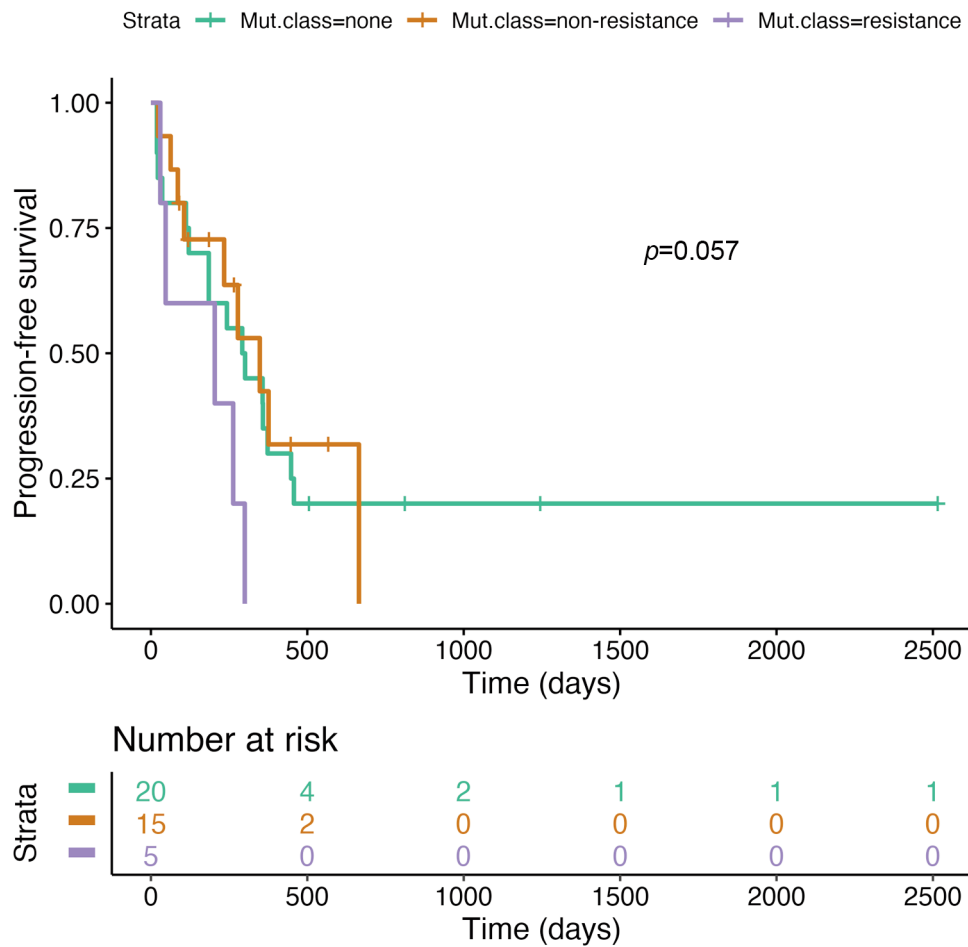 Strata Mut.class=none Mut.class=non-resistance Mut.class=resistance
1.00
0.75
0.50
0.25
0.00
Progression-free survival
p=0.057
0 500 1000 1500 2000 2500
Time (days)
Number at risk
Strata
20 4 2 1 1 1
15 2 0 0 0 0
5 0 0 0 0 0
0 500 1000 1500 2000 2500
Time (days)